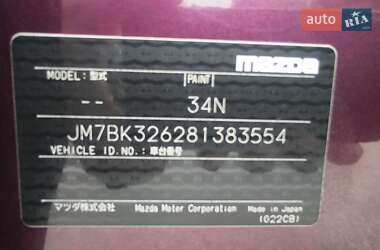 auto RIA
mazda
MODEL: 型式 PAINT
-- 34N
JM7BK326281383554
VEHICLE ID.NO.: 車台番号
マツダ株式会社 Mazda Motor Corporation Made in Japan
(G22CB)